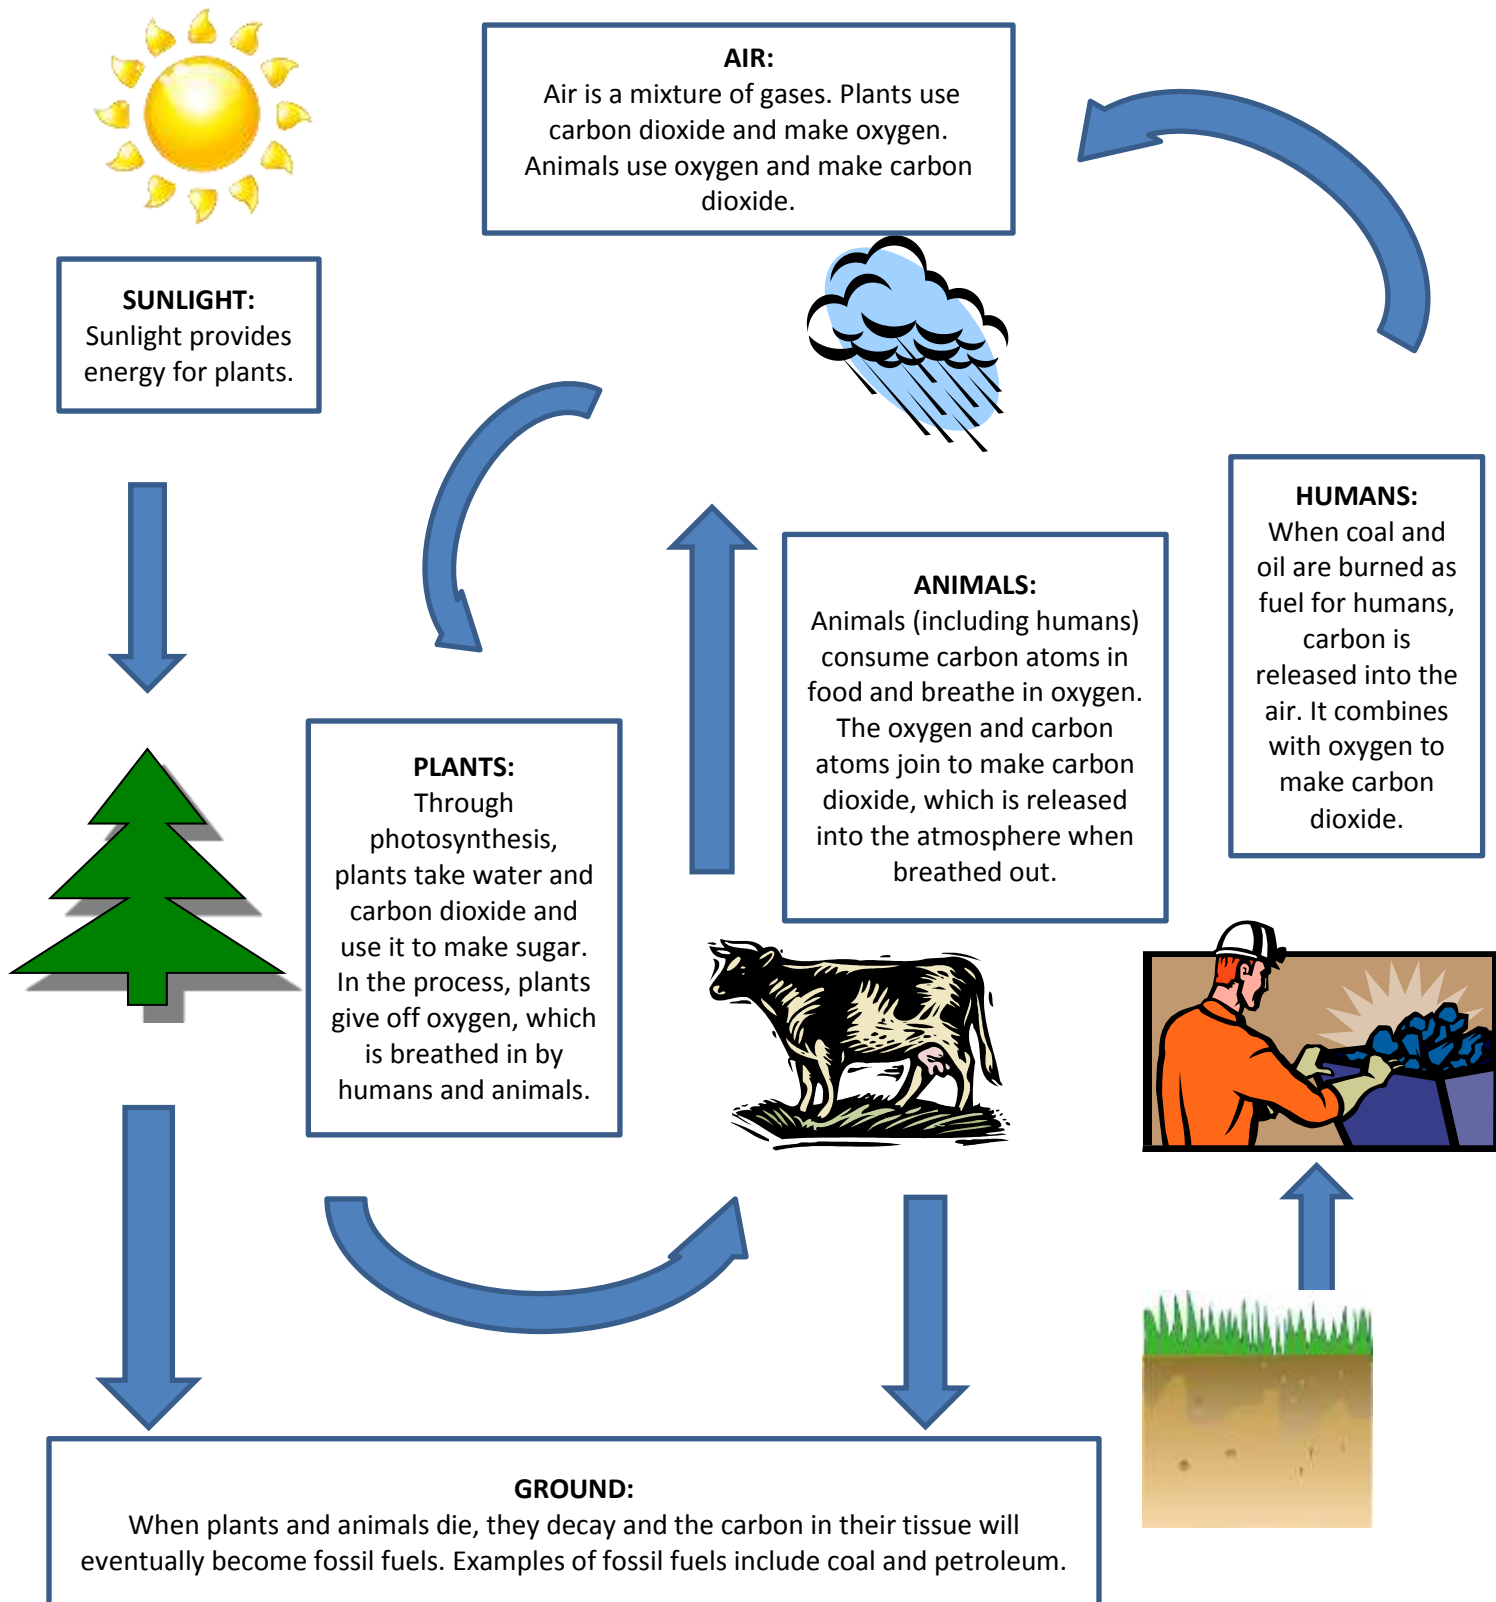 AIR:
Air is a mixture of gases. Plants use
carbon dioxide and make oxygen.
Animals use oxygen and make carbon
dioxide.
SUNLIGHT:
Sunlight provides
energy for plants.
HUMANS:
When coal and
oil are burned as
fuel for humans,
carbon is
released into the
air. It combines
with oxygen to
make carbon
dioxide.
ANIMALS:
Animals (including humans)
consume carbon atoms in
food and breathe in oxygen.
The oxygen and carbon
atoms join to make carbon
dioxide, which is released
into the atmosphere when
breathed out.
PLANTS:
Through
photosynthesis,
plants take water and
carbon dioxide and
use it to make sugar.
In the process, plants
give off oxygen, which
is breathed in by
humans and animals.
GROUND:
When plants and animals die, they decay and the carbon in their tissue will
eventually become fossil fuels. Examples of fossil fuels include coal and petroleum.